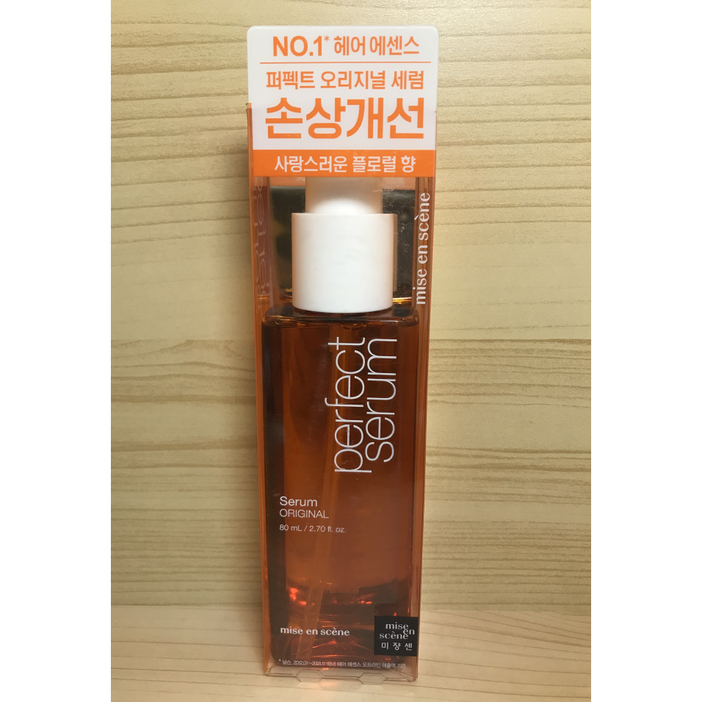 NO.1* 헤어 에센스
퍼펙트 오리지널 세럼
손상개선
사랑스러운 플로럴 향
mise en scène
perfect
serum
Serum
ORIGINAL
80 mL / 2.70 fl. oz.
mise en scène
mise
en
scène
미쟝센